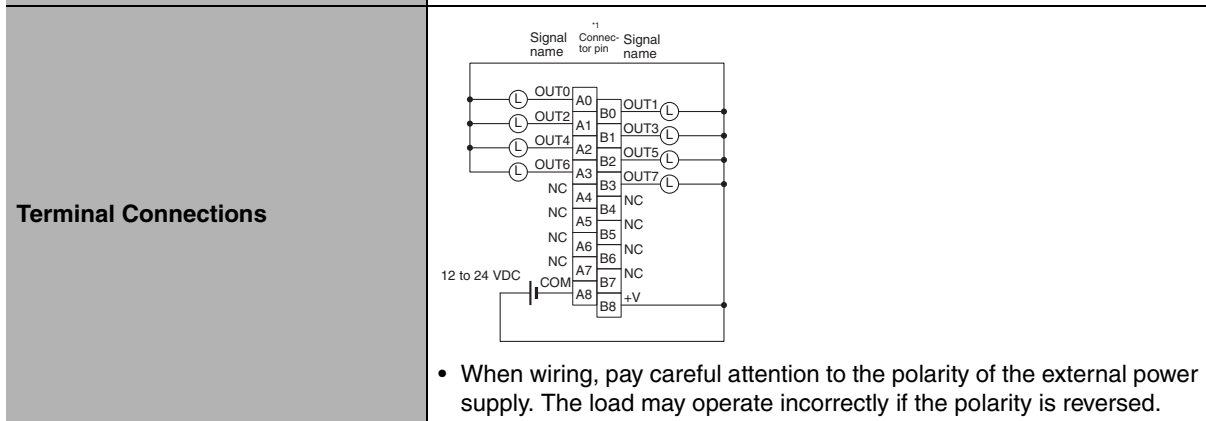 Terminal Connections
*1
Signal name
Connec-tor pin
Signal name
L OUT0 A0
B0 OUT1 L
L OUT2 A1
B1 OUT3 L
L OUT4 A2
B2 OUT5 L
L OUT6 A3
B3 OUT7 L
NC A4
B4 NC
NC A5
B5 NC
NC A6
B6 NC
NC A7
B7 NC
12 to 24 VDC
COM A8
B8 +V
• When wiring, pay careful attention to the polarity of the external power
supply. The load may operate incorrectly if the polarity is reversed.